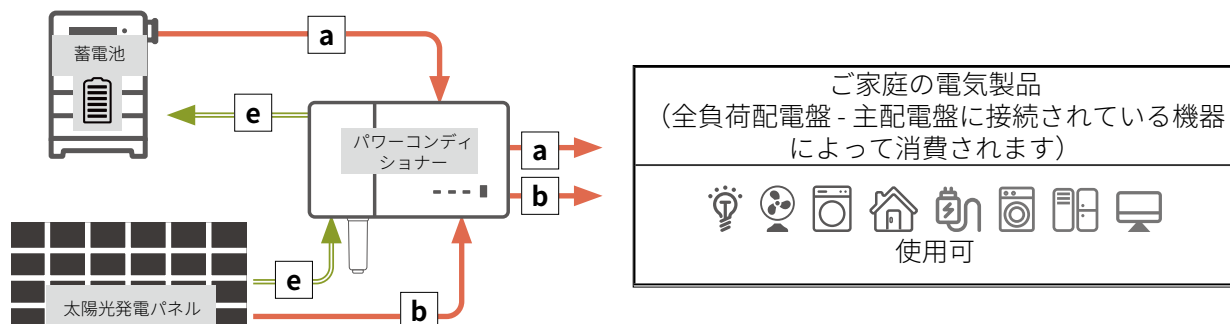 a
蓄電池
e
パワーコンディ
ショナー
a
b
e
b
太陽光発電パネル
ご家庭の電気製品
（全負荷配電盤 - 主配電盤に接続されている機器
によって消費されます）
使用可